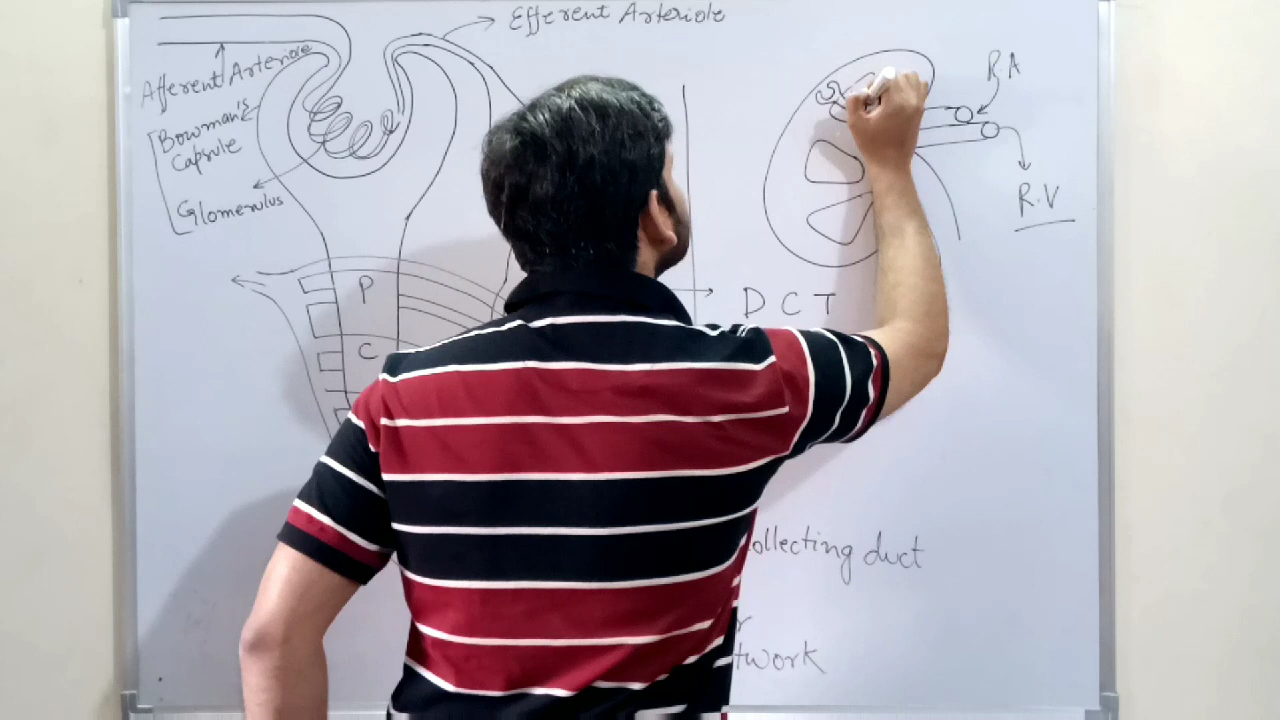 Efferent Arteriole
Afferent Arteriole
Bowman's
Capsule
Glomerulus
P
C
R A
R.V
D C T
ollecting duct
r
twork